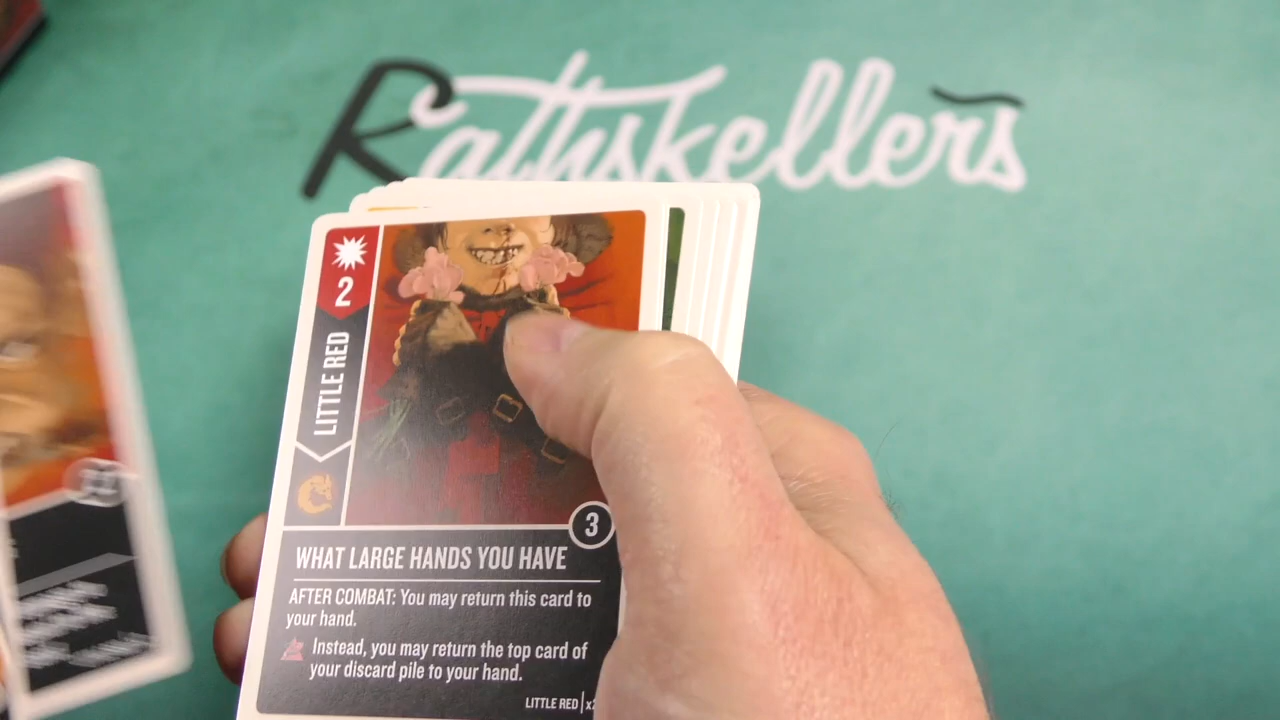 Rathskellers
2
LITTLE RED
3
WHAT LARGE HANDS YOU HAVE
AFTER COMBAT: You may return this card to
your hand.
Instead, you may return the top card of
your discard pile to your hand.
LITTLE RED